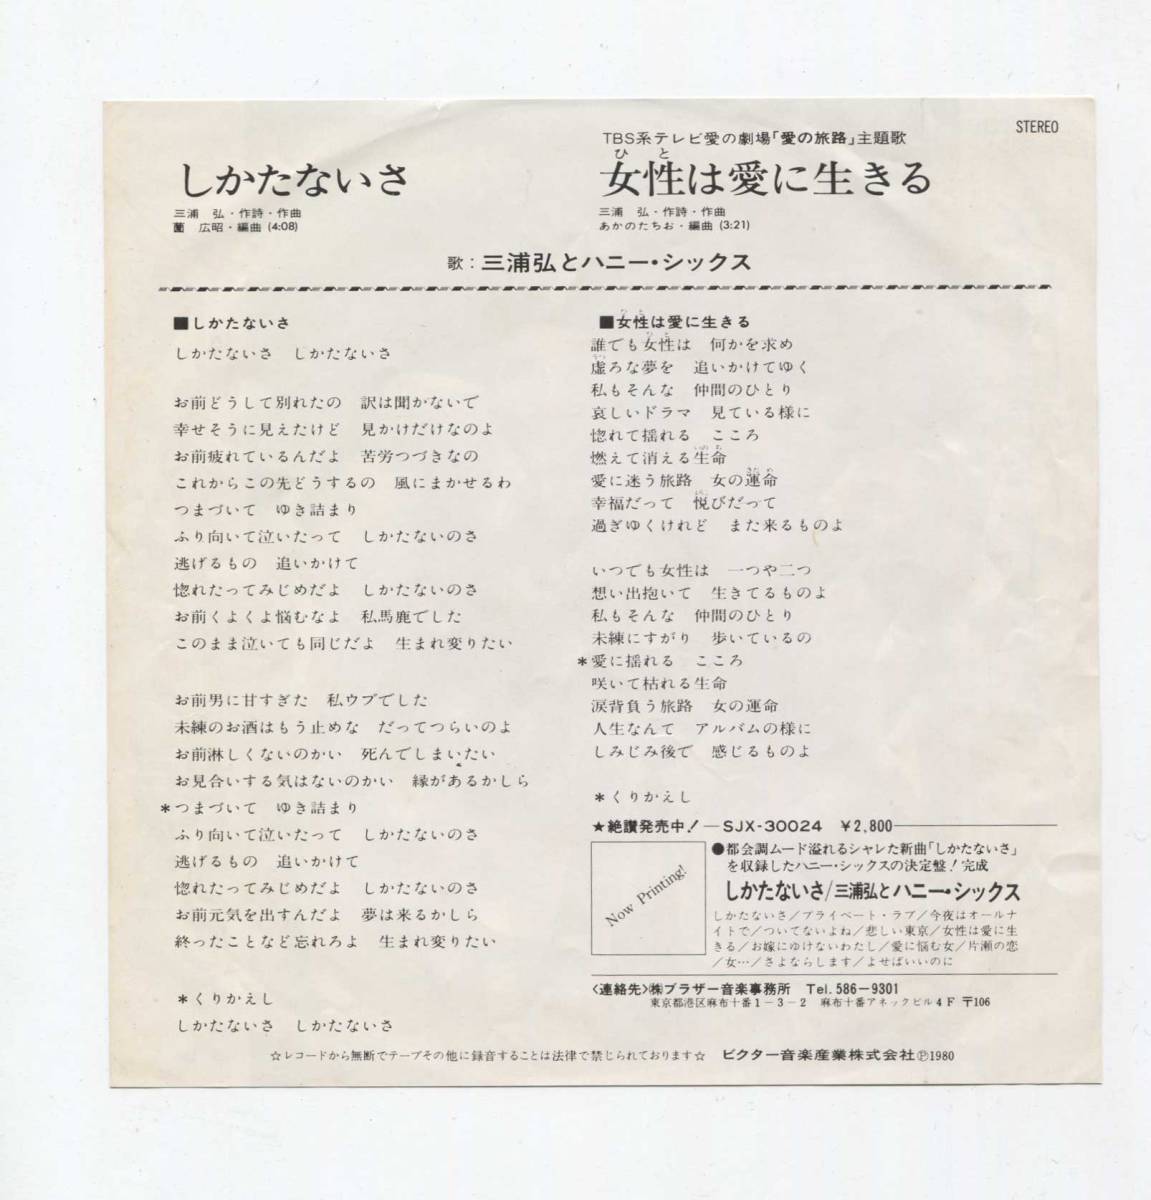 STEREO
しかたないさ
三浦 弘・作詩・作曲
薗 広昭・編曲 (4:08)
TBS系テレビ愛の劇場「愛の旅路」主題歌
ひと
女性は愛に生きる
三浦 弘・作詩・作曲
あかのたちお・編曲 (3:21)
歌：三浦弘とハニー・シックス
■しかたないさ
しかたないさ しかたないさ
お前どうして別れたの 訳は聞かないで
幸せそうに見えたけど 見かけだけなのよ
お前疲れているんだよ 苦労つづきなの
これからこの先どうするの 風にまかせるわ
つまづいて ゆき詰まり
ふり向いて泣いたって しかたないのさ
逃げるもの 追いかけて
惚れたってみじめだよ しかたないのさ
お前くよくよ悩むなよ 私馬鹿でした
このまま泣いても同じだよ 生まれ変りたい
お前男に甘すぎた 私ウブでした
未練のお酒はもう止めな だってつらいのよ
お前淋しくないのかい 死んでしまいたい
お見合いする気はないのかい 縁があるかしら
＊つまづいて ゆき詰まり
ふり向いて泣いたって しかたないのさ
逃げるもの 追いかけて
惚れたってみじめだよ しかたないのさ
お前元気を出すんだよ 夢は来るかしら
終ったことなど忘れろよ 生まれ変りたい
＊くりかえし
しかたないさ しかたないさ
■女性は愛に生きる
誰でも女性は 何かを求め
虚ろな夢を 追いかけてゆく
私もそんな 仲間のひとり
哀しいドラマ 見ている様に
惚れて揺れる こころ
燃えて消える生命
愛に迷う旅路 女の運命
幸福だって 悦びだって
過ぎゆくけれど また来るものよ
いつでも女性は 一つや二つ
想い出抱いて 生きてるものよ
私もそんな 仲間のひとり
未練にすがり 歩いているの
＊愛に揺れる こころ
咲いて枯れる生命
涙背負う旅路 女の運命
人生なんて アルバムの様に
しみじみ後で 感じるものよ
＊くりかえし
★絶讃発売中！—SJX-30024 ￥2,800
Now Printing!
●都会調ムード溢れるシャレた新曲「しかたないさ」
を収録したハニー・シックスの決定盤！完成
しかたないさ/三浦弘とハニー・シックス
しかたないさ／プライベート・ラブ／今夜はオールナ
イトで／ついてないよね／悲しい東京／女性は愛に生
きる／お嫁にゆけないわたし／愛に悩む女／片瀬の恋
／女…／さよならします／よせばいいのに
〈連絡先〉㈱ブラザー音楽事務所 Tel. 586-9301
東京都港区麻布十番1-3-2 麻布十番アネックビル4F 〒106
☆レコードから無断でテープその他に録音することは法律で禁じられております☆ ビクター音楽産業株式会社 Ⓟ1980